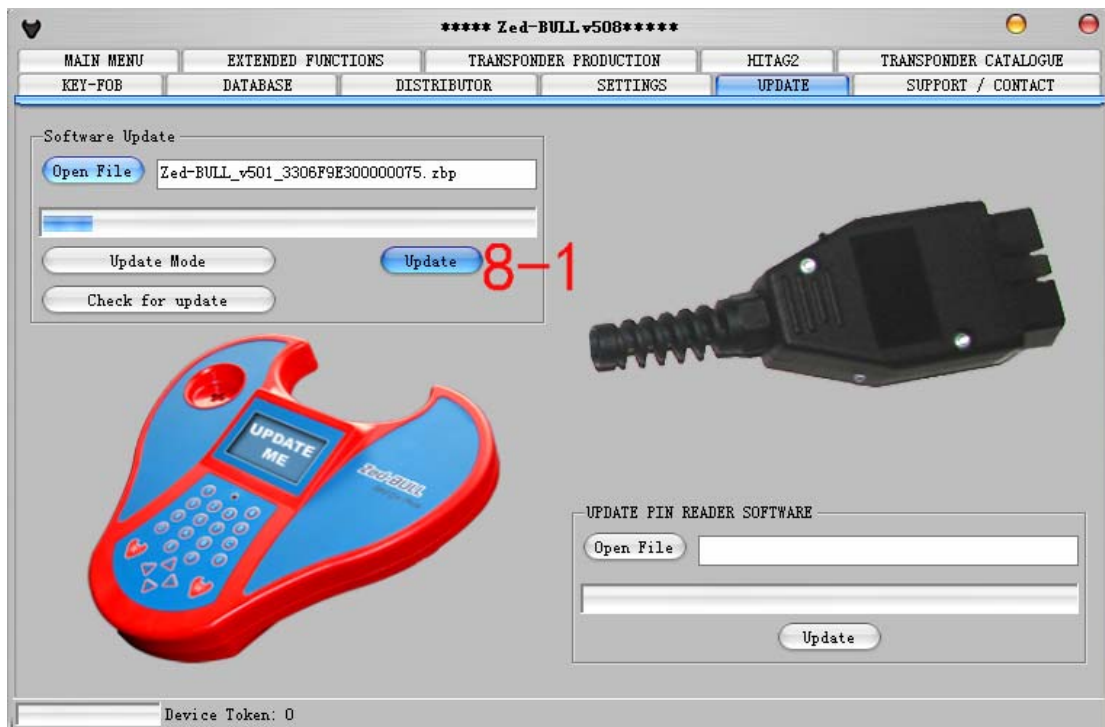 ***** Zed-BULL v508*****
MAIN MENU EXTENDED FUNCTIONS TRANSPONDER PRODUCTION HITAG2 TRANSPONDER CATALOGUE
KEY-FOB DATABASE DISTRIBUTOR SETTINGS UPDATE SUPPORT / CONTACT
Software Update
Open File Zed-BULL_v501_3306F9E300000075.zbp
Update Mode Update 8-1
Check for update
UPDATE
ME
Zed-BULL
UPDATE PIN READER SOFTWARE
Open File
Update
Device Token: 0